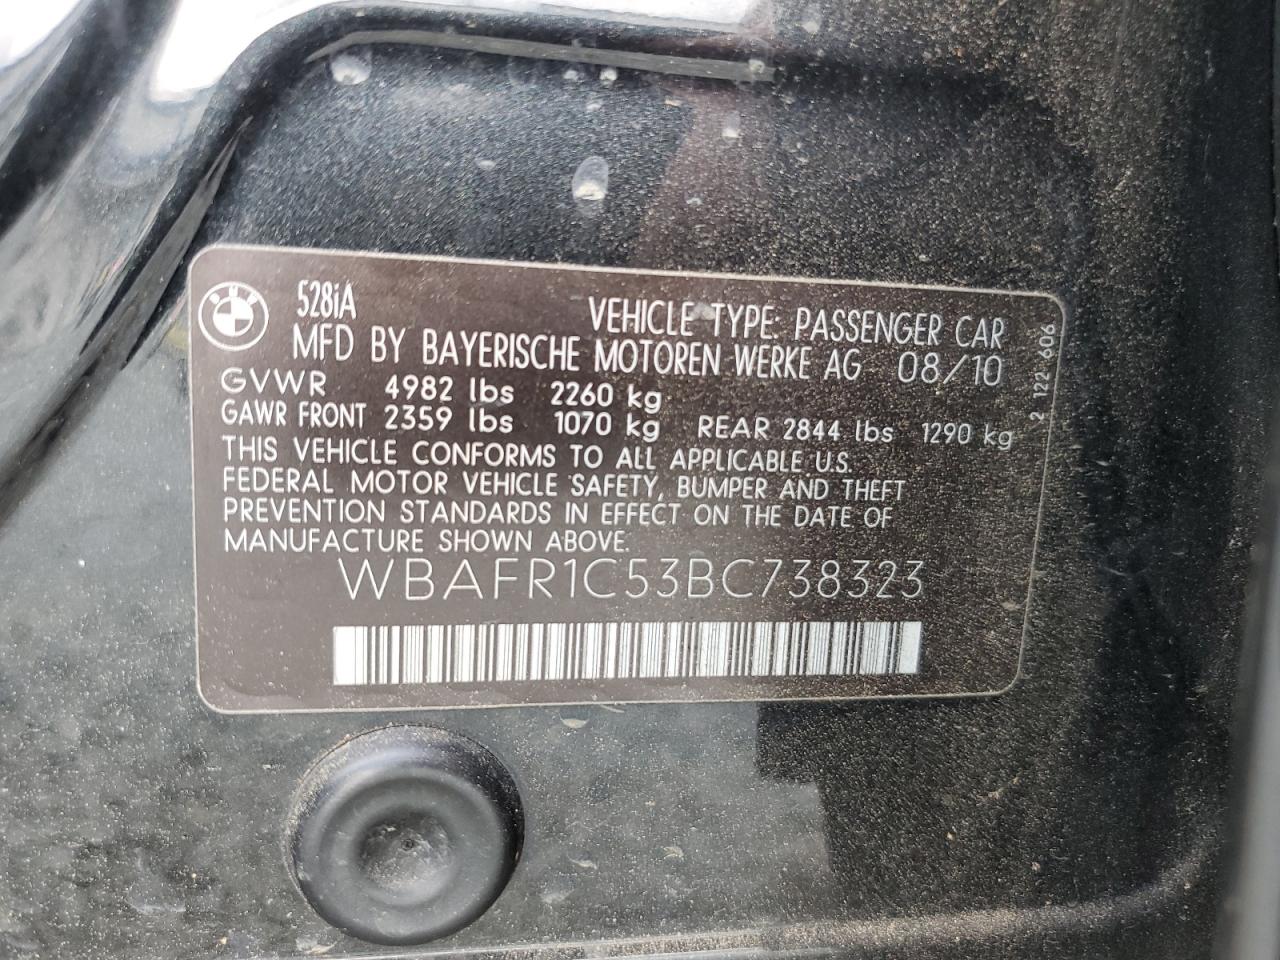 BMW
528iA
VEHICLE TYPE: PASSENGER CAR
MFD BY BAYERISCHE MOTOREN WERKE AG 08/10
GVWR 4982 lbs 2260 kg
GAWR FRONT 2359 lbs 1070 kg REAR 2844 lbs 1290 kg
THIS VEHICLE CONFORMS TO ALL APPLICABLE U.S.
FEDERAL MOTOR VEHICLE SAFETY, BUMPER AND THEFT
PREVENTION STANDARDS IN EFFECT ON THE DATE OF
MANUFACTURE SHOWN ABOVE.
WBAFR1C53BC738323
2 122 606